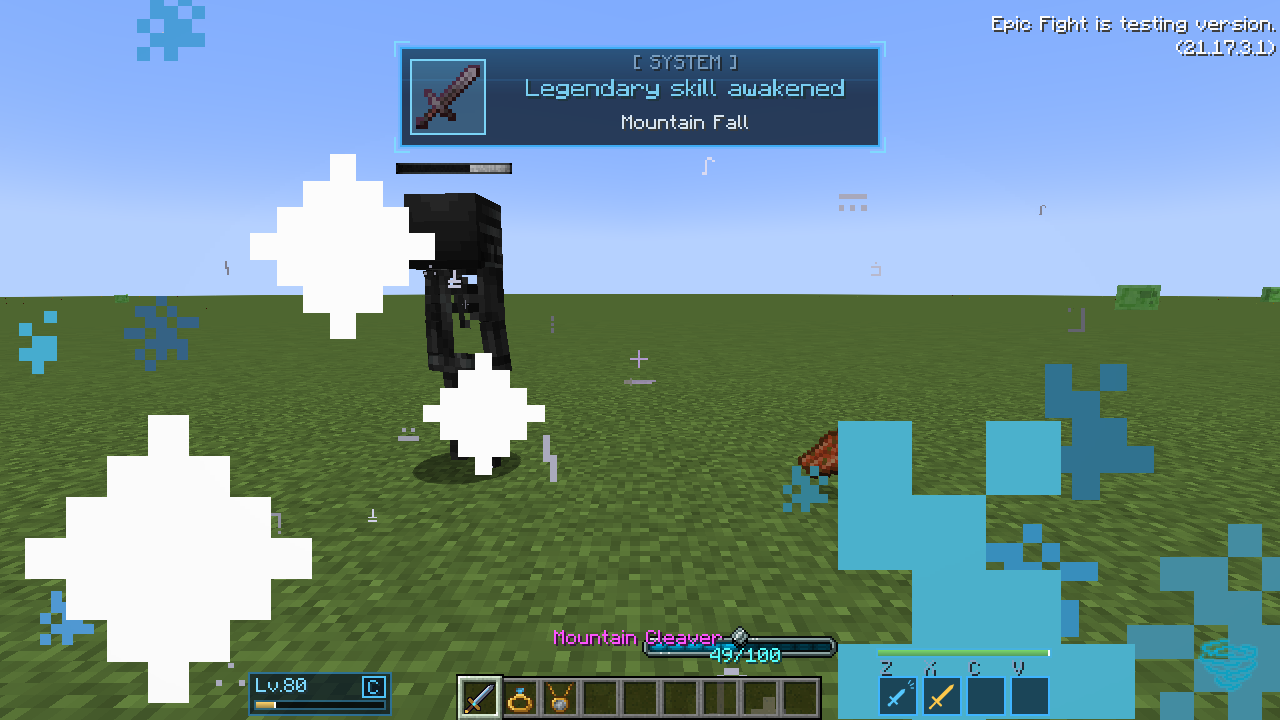 Epic Fight is testing version.
(21.17.3.1)
[ SYSTEM ]
Legendary skill awakened
Mountain Fall
Mountain Cleaver
49/100
Lv.80
C
Z X C V